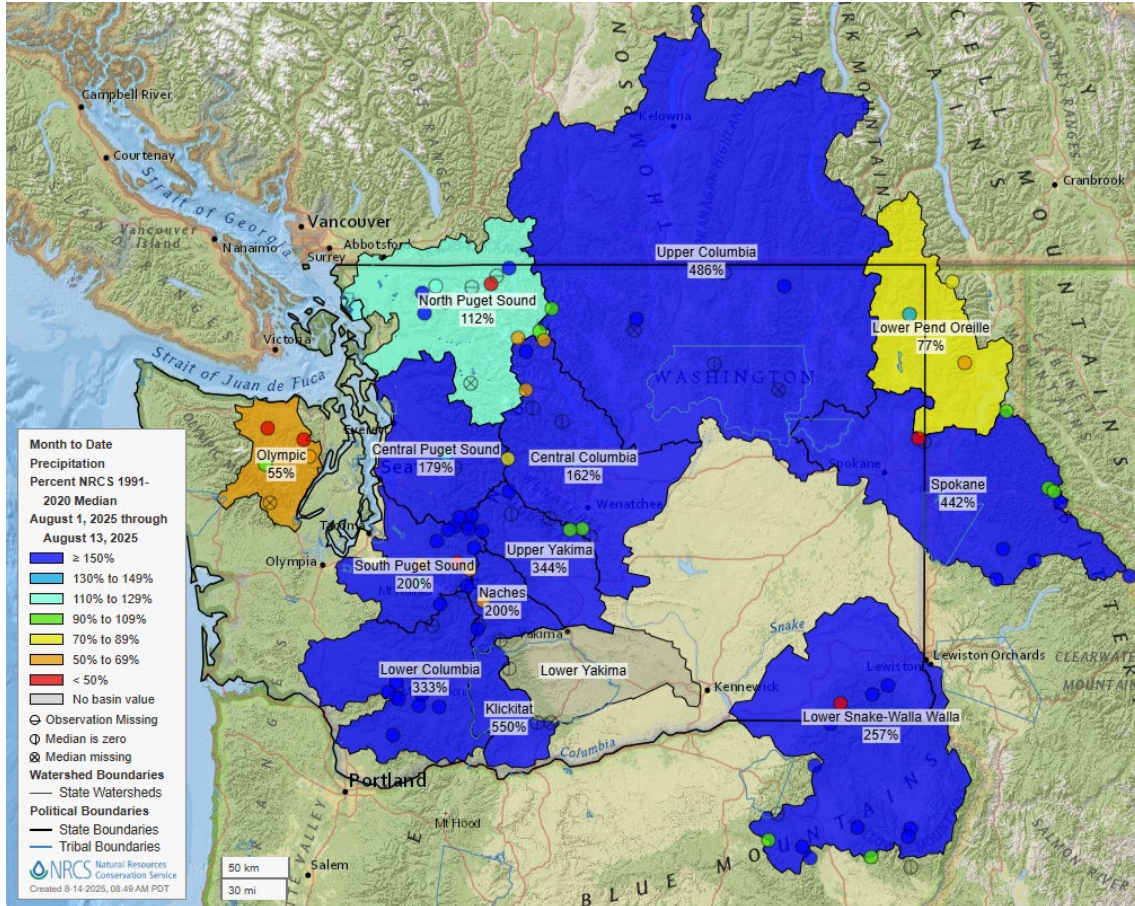 Campbell River
Courtenay
Strait of Georgia
Vancouver
Vancouver Island
Nanaimo
Surrey
Abbotsford
Kelowna
Cranbrook
Victoria
Strait of Juan de Fuca
Upper Columbia
486%
North Puget Sound
112%
Lower Pend Oreille
77%
WASHINGTON
Olympic
55%
Central Puget Sound
179%
Central Columbia
162%
Spokane
Spokane
442%
Wenatchee
Olympia
South Puget Sound
200%
Upper Yakima
344%
Naches
200%
Yakima
Lower Yakima
Snake
Lewiston
Lewiston Orchards
Kennewick
Lower Columbia
333%
Klickitat
550%
Columbia
Lower Snake-Walla Walla
257%
Portland
Mt Hood
Salem
BLUE MOUNTAINS
Month to Date
Precipitation
Percent NRCS 1991-
2020 Median
August 1, 2025 through
August 13, 2025
≥ 150%
130% to 149%
110% to 129%
90% to 109%
70% to 89%
50% to 69%
< 50%
No basin value
Observation Missing
Median is zero
Median missing
Watershed Boundaries
State Watersheds
Political Boundaries
State Boundaries
Tribal Boundaries
NRCS Natural Resources
Conservation Service
Created 8-14-2025, 08:49 AM PDT
50 km
30 mi